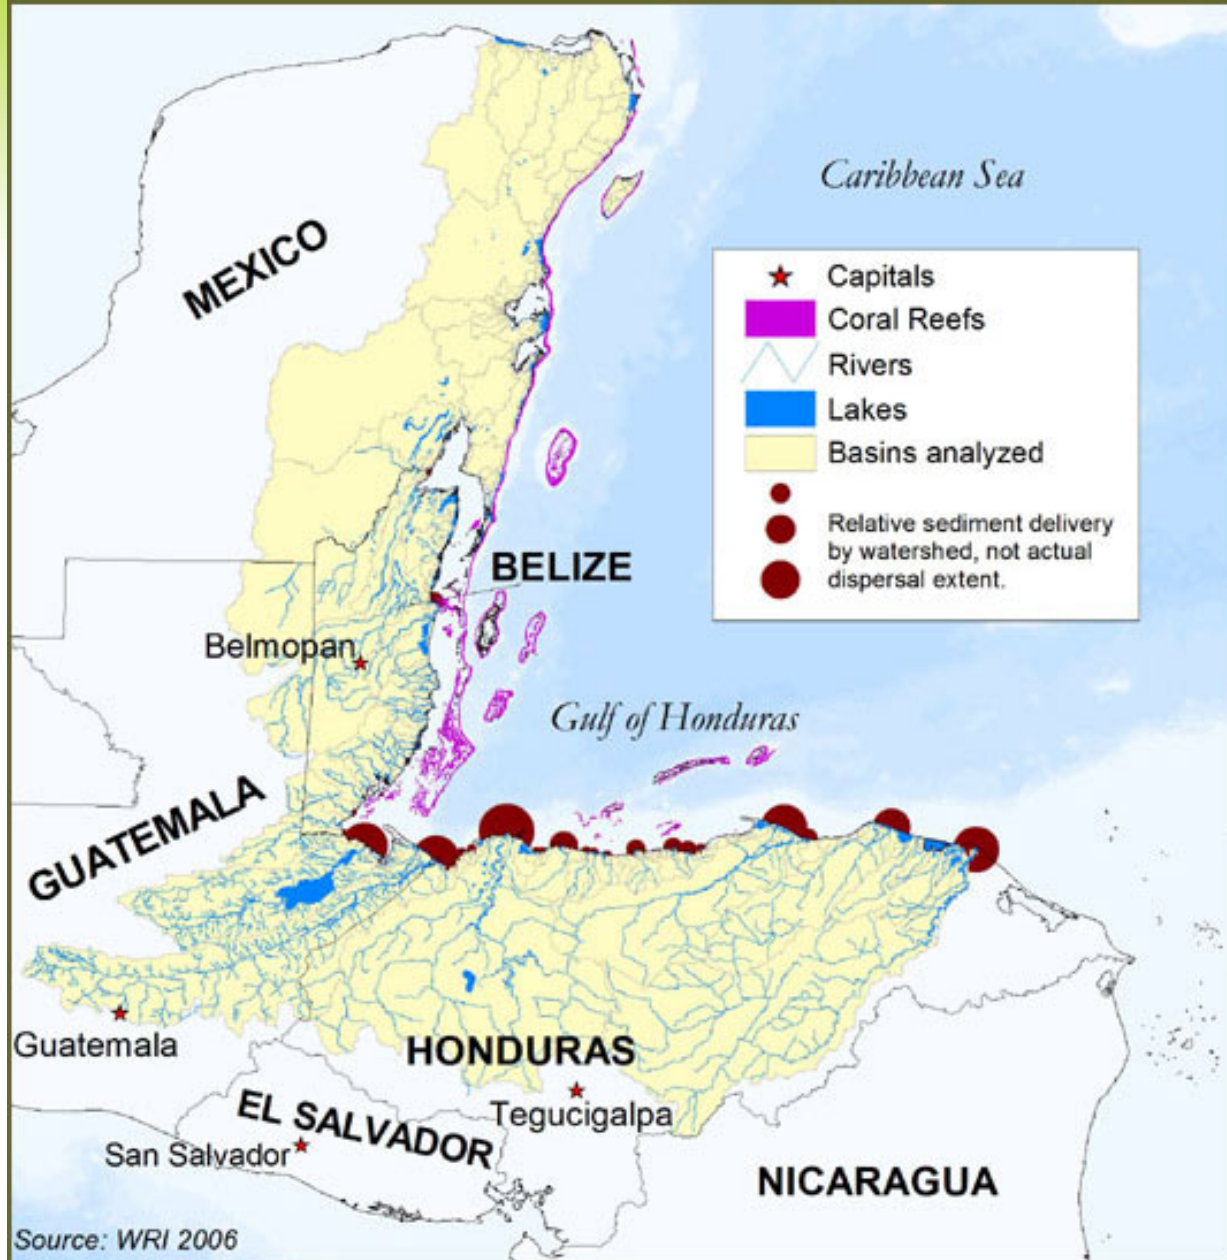 Caribbean Sea
MEXICO
Capitals
Coral Reefs
Rivers
Lakes
Basins analyzed
Relative sediment delivery
by watershed, not actual
dispersal extent.
BELIZE
Belmopan
Gulf of Honduras
GUATEMALA
Guatemala
HONDURAS
Tegucigalpa
EL SALVADOR
San Salvador
NICARAGUA
Source: WRI 2006